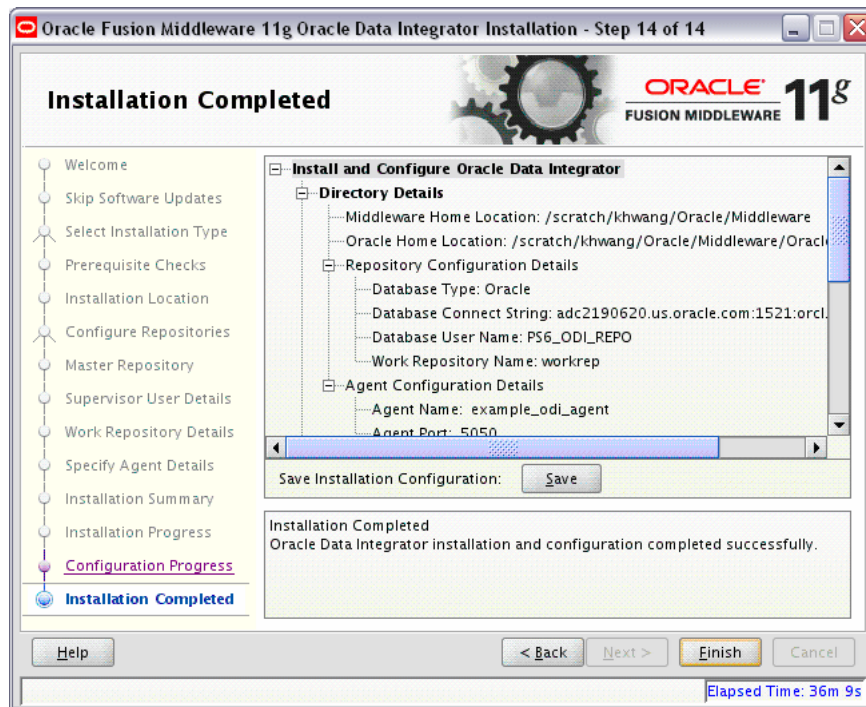 Oracle Fusion Middleware 11g Oracle Data Integrator Installation - Step 14 of 14
Installation Completed
ORACLE
FUSION MIDDLEWARE 11g
Welcome
Skip Software Updates
Select Installation Type
Prerequisite Checks
Installation Location
Configure Repositories
Master Repository
Supervisor User Details
Work Repository Details
Specify Agent Details
Installation Summary
Installation Progress
Configuration Progress
Installation Completed
Install and Configure Oracle Data Integrator
Directory Details
Middleware Home Location: /scratch/khwang/Oracle/Middleware
Oracle Home Location: /scratch/khwang/Oracle/Middleware/Oracl
Repository Configuration Details
Database Type: Oracle
Database Connect String: adc2190620.us.oracle.com:1521:orcl.
Database User Name: PS6_ODI_REPO
Work Repository Name: workrep
Agent Configuration Details
Agent Name: example_odi_agent
Agent Port: 5050
Save Installation Configuration: Save
Installation Completed
Oracle Data Integrator installation and configuration completed successfully.
Help < Back Next > Finish Cancel
Elapsed Time: 36m 9s